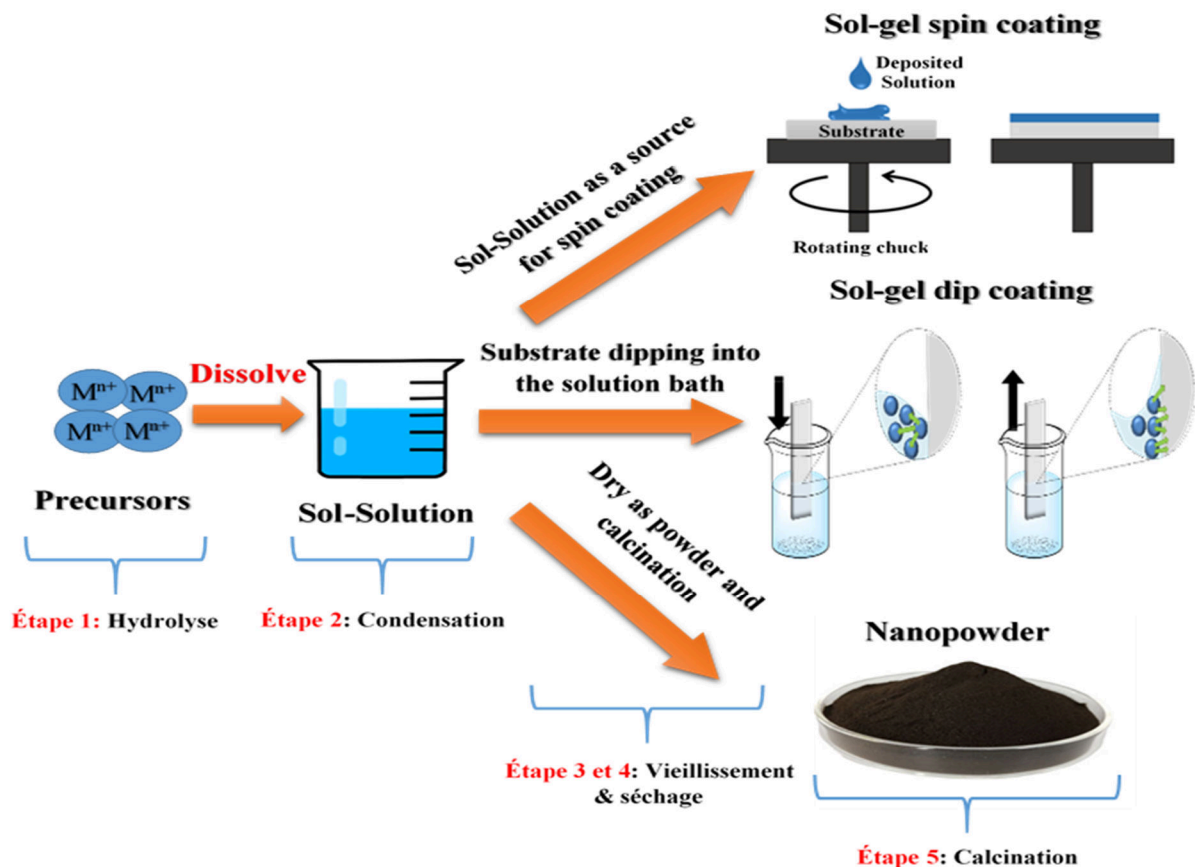 Sol-gel spin coating
Deposited
Solution
Substrate
Rotating chuck
Sol-Solution as a source
for spin coating
Sol-gel dip coating
Substrate dipping into
the solution bath
Dissolve
Mⁿ⁺ Mⁿ⁺
Mⁿ⁺ Mⁿ⁺
Precursors
Sol-Solution
Dry as powder and
calcination
Étape 1: Hydrolyse
Étape 2: Condensation
Nanopowder
Étape 3 et 4: Vieillissement
& séchage
Étape 5: Calcination